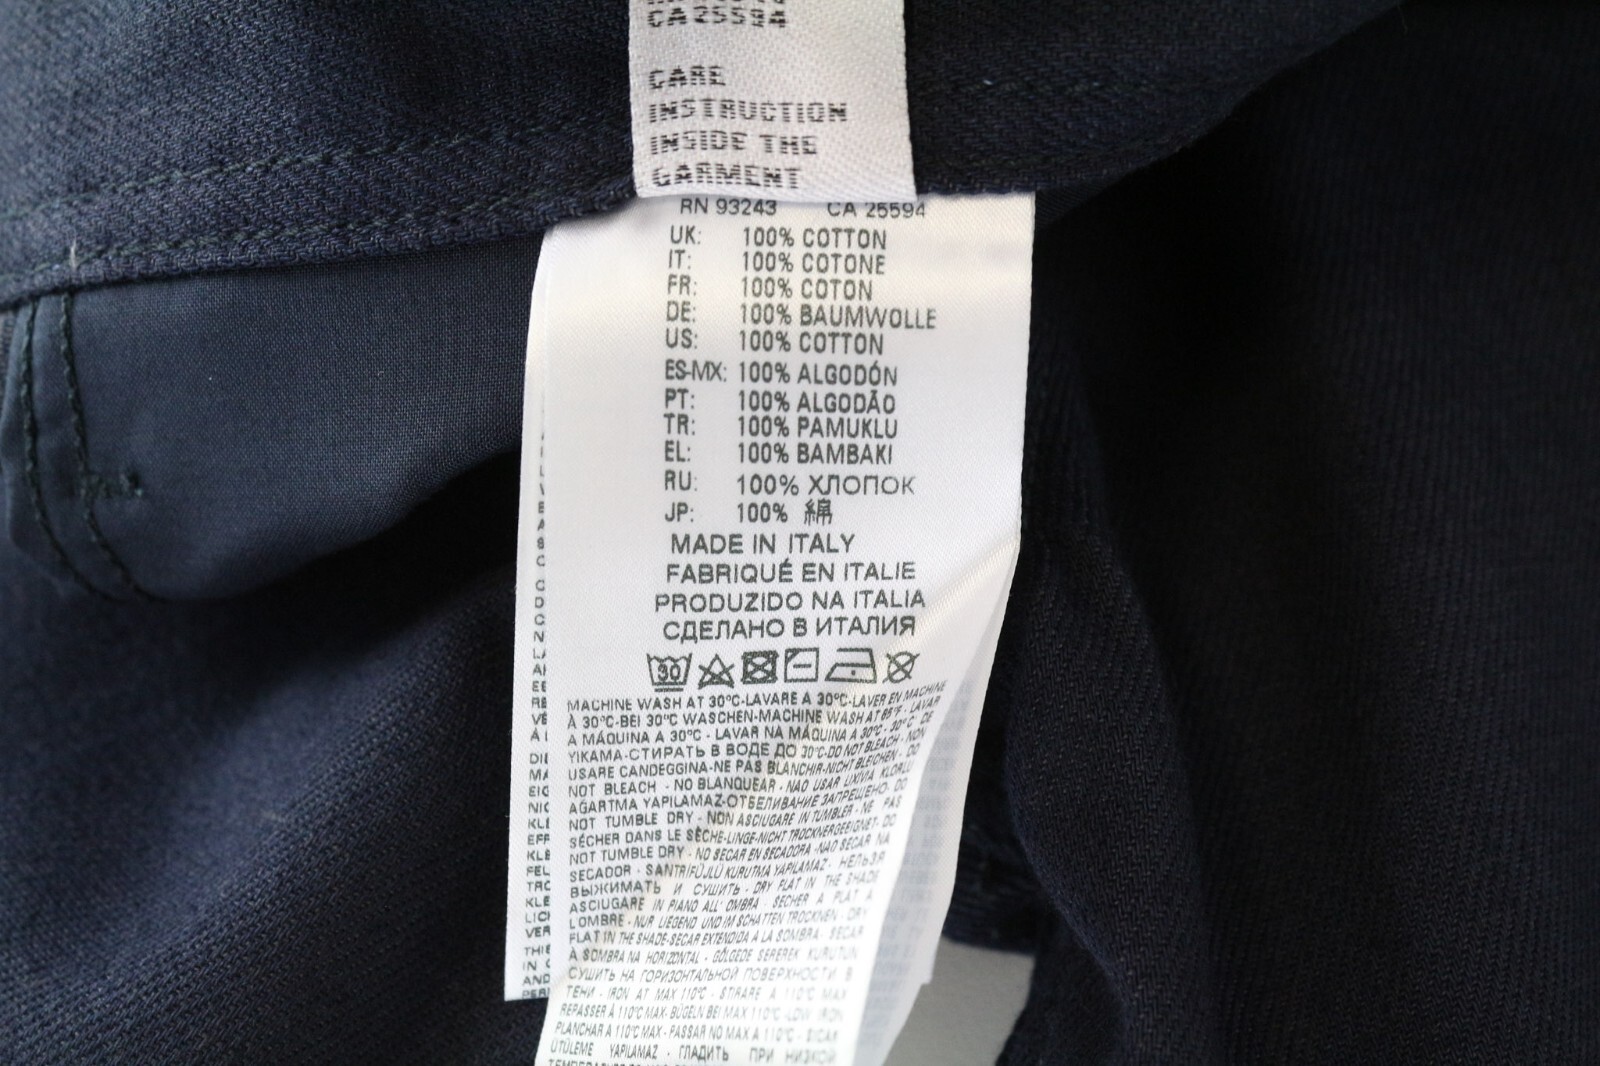 CA 25594
CARE
INSTRUCTION
INSIDE THE
GARMENT
RN 93243 CA 25594
UK: 100% COTTON
IT: 100% COTONE
FR: 100% COTON
DE: 100% BAUMWOLLE
US: 100% COTTON
ES-MX: 100% ALGODÓN
PT: 100% ALGODÃO
TR: 100% PAMUKLU
EL: 100% BAMBAKI
RU: 100% ХЛОПОК
JP: 100% 綿
MADE IN ITALY
FABRIQUÉ EN ITALIE
PRODUZIDO NA ITALIA
СДЕЛАНО В ИТАЛИЯ
30
MACHINE WASH AT 30°C-LAVARE A 30°C-LAVER EN MACHINE
À 30°C-BEI 30°C WASCHEN-MACHINE WASH AT 85°F - LAVAR
A MÁQUINA A 30°C - LAVAR NA MÁQUINA A 30°C - 30°C DE
YIKAMA-СТИРАТЬ В ВОДЕ ДО 30°C-DO NOT BLEACH - NON
USARE CANDEGGINA-NE PAS BLANCHIR-NICHT BLEICHEN - DO
NOT BLEACH - NO BLANQUEAR - NAO USAR LIXIVIA KLORLU
AĞARTMA YAPILAMAZ-ОТБЕЛИВАНИЕ ЗАПРЕЩЕНО- DO
NOT TUMBLE DRY - NON ASCIUGARE IN TUMBLER - NE PAS
SÉCHER DANS LE SÈCHE-LINGE-NICHT TROCKNERGEEIGNET- DO
NOT TUMBLE DRY - NO SECAR EN SECADORA -NAO SECAR NA
SECADOR - SANTRİFÜJLÜ KURUTMA YAPILAMAZ - НЕЛЬЗЯ
ВЫЖИМАТЬ И СУШИТЬ - DRY FLAT IN THE SHADE
ASCIUGARE IN PIANO ALL' OMBRA - SÉCHER A PLAT A
L'OMBRE - NUR LIEGEND UND IM SCHATTEN TROCKNEN - DRY
FLAT IN THE SHADE-SECAR EXTENDIDA A LA SOMBRA- SECAR
À SOMBRA NA HORIZONTAL - GÖLGEDE SEREREK KURUTUN
СУШИТЬ НА ГОРИЗОНТАЛЬНОЙ ПОВЕРХНОСТИ В
ТЕНИ - IRON AT MAX 110°C - STIRARE A 110°C MAX
REPASSER À 110°C MAX- BÜGELN BEI MAX 110°C -LOW IRON
PLANCHAR A 110°C MAX - PASSAR NO MAX A 110°C - SICAK
ÜTÜLEME YAPILAMAZ - ГЛАДИТЬ ПРИ НИЗКОЙ